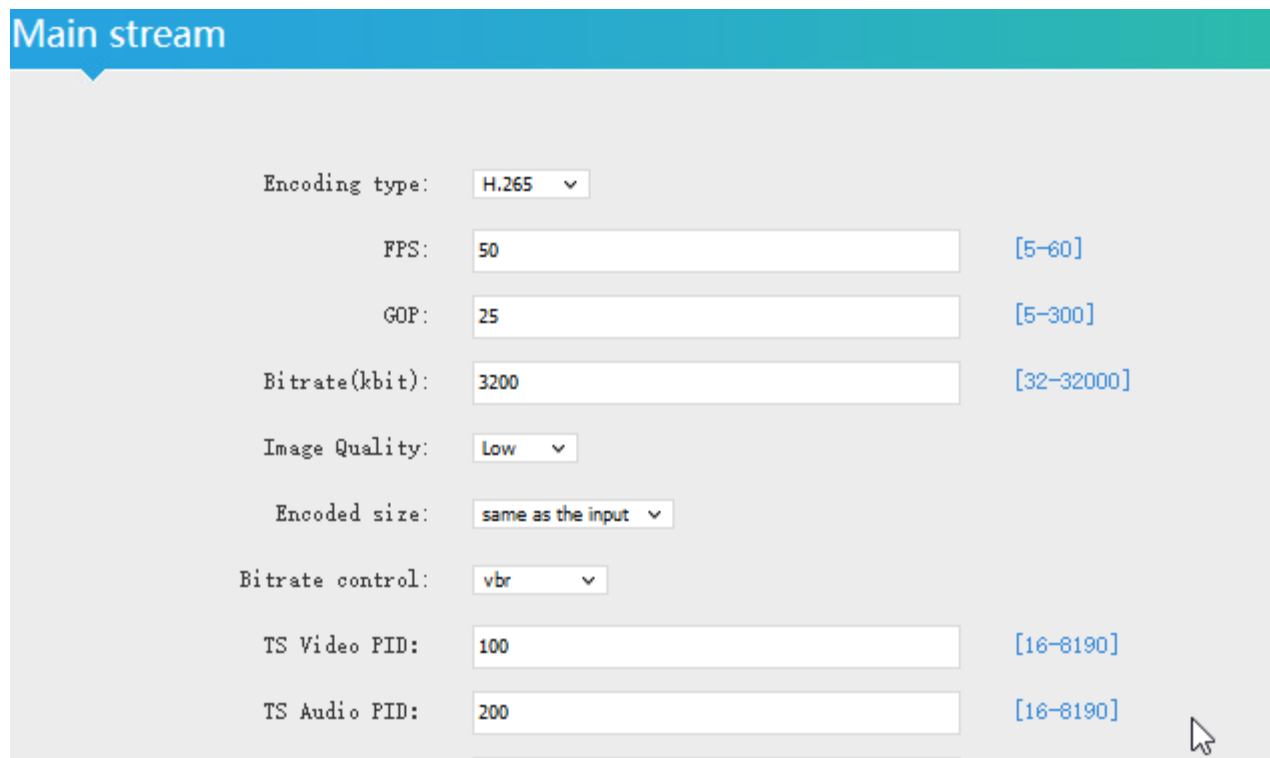 Main stream
Encoding type: H.265
FPS: 50 [5-60]
GOP: 25 [5-300]
Bitrate(kbit): 3200 [32-32000]
Image Quality: Low
Encoded size: same as the input
Bitrate control: vbr
TS Video PID: 100 [16-8190]
TS Audio PID: 200 [16-8190]